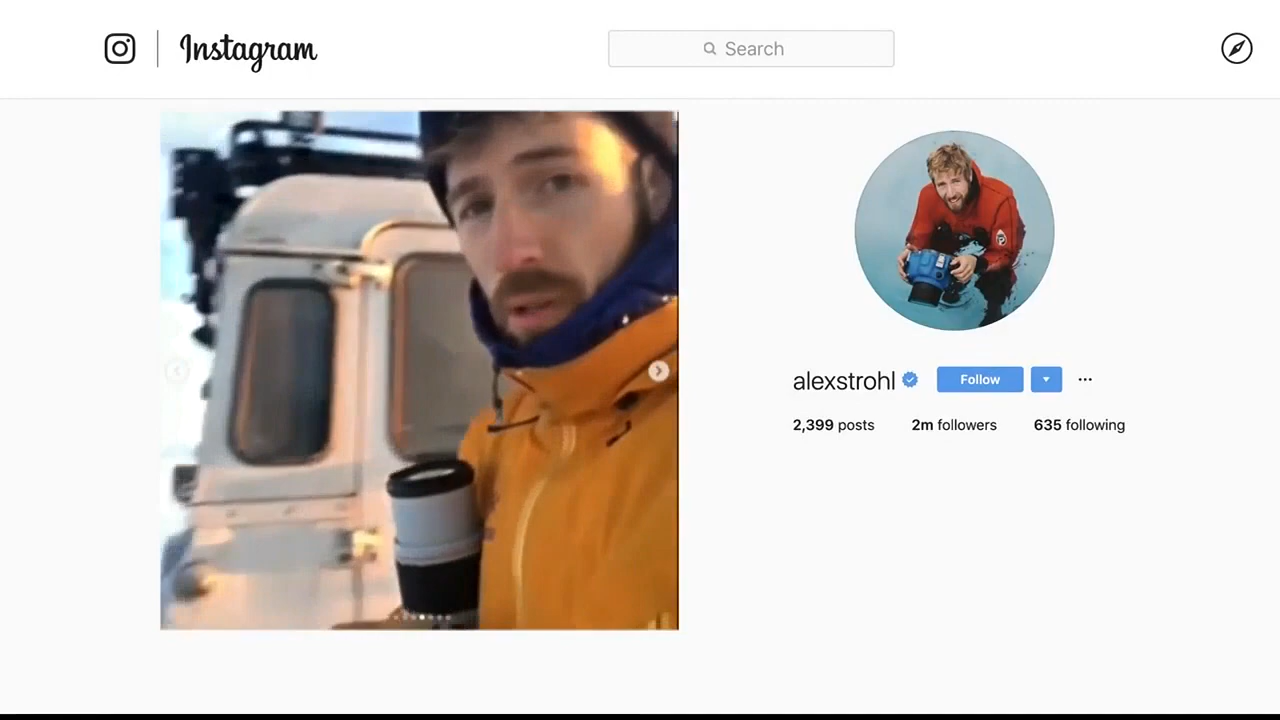 Instagram
Search
alexstrohl
Follow
2,399 posts 2m followers 635 following